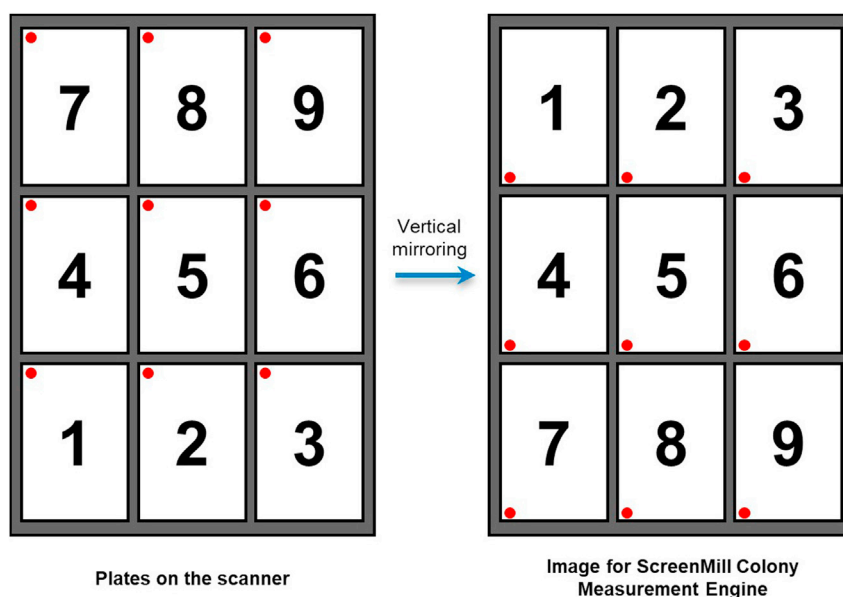 7 8 9
4 5 6
1 2 3
Plates on the scanner
Vertical
mirroring
1 2 3
4 5 6
7 8 9
Image for ScreenMill Colony
Measurement Engine